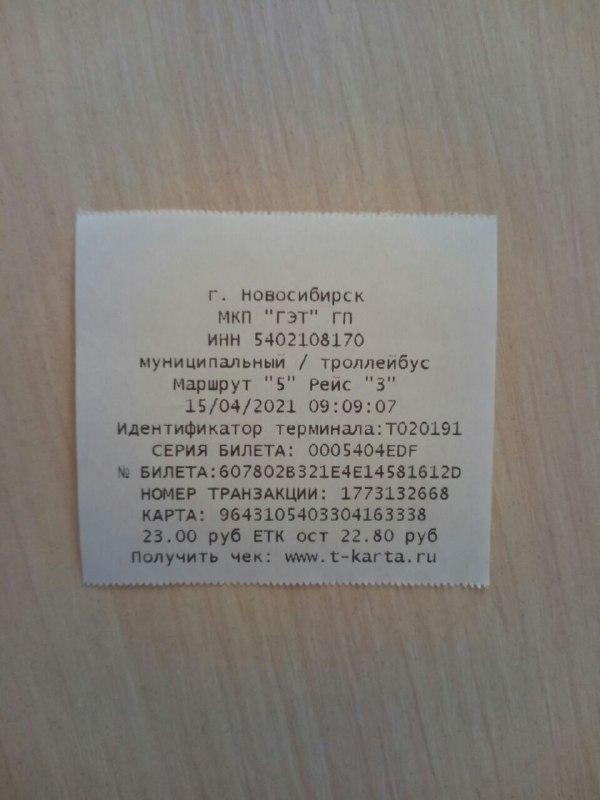 г. Новосибирск
МКП "ГЭТ" ГП
ИНН 5402108170
муниципальный / троллейбус
Маршрут "5" Рейс "3"
15/04/2021 09:09:07
Идентификатор терминала:Т020191
СЕРИЯ БИЛЕТА: 0005404EDF
№ БИЛЕТА:607802B321E4E14581612D
НОМЕР ТРАНЗАКЦИИ: 1773132668
КАРТА: 9643105403304163338
23.00 руб ЕТК ост 22.80 руб
Получить чек: www.t-karta.ru